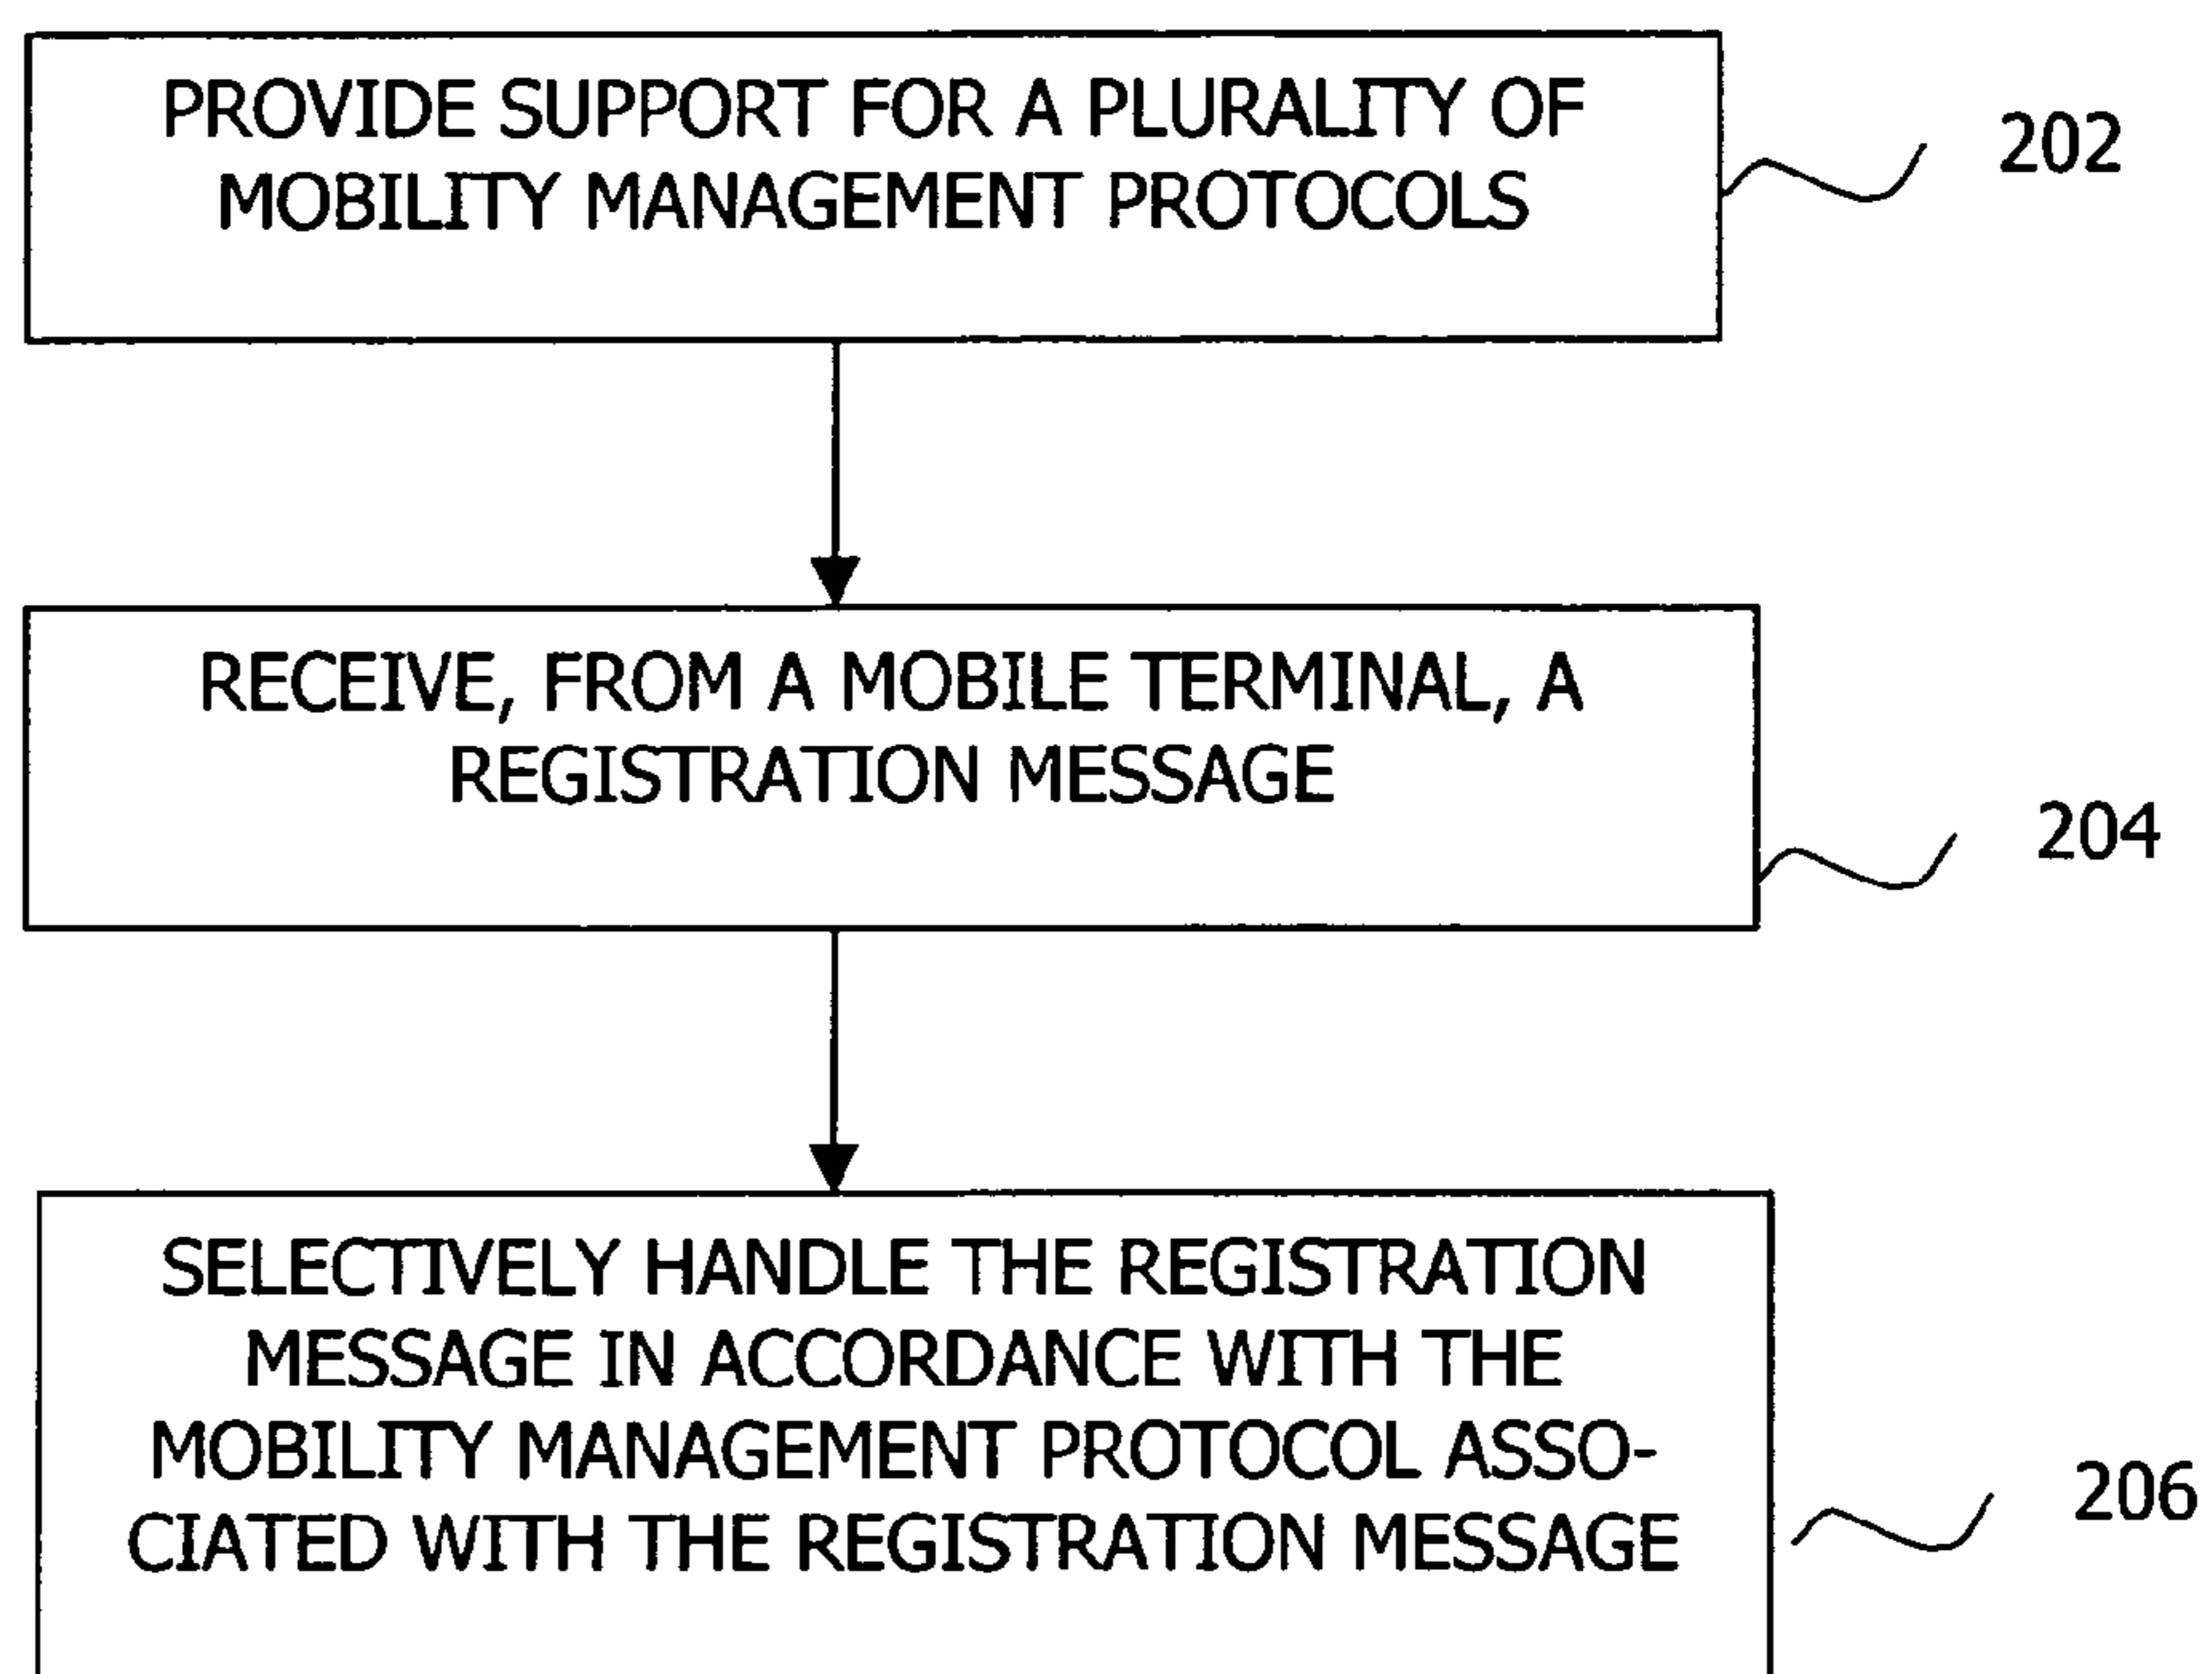 PROVIDE SUPPORT FOR A PLURALITY OF
MOBILITY MANAGEMENT PROTOCOLS
202
RECEIVE, FROM A MOBILE TERMINAL, A
REGISTRATION MESSAGE
204
SELECTIVELY HANDLE THE REGISTRATION
MESSAGE IN ACCORDANCE WITH THE
MOBILITY MANAGEMENT PROTOCOL ASSO-
CIATED WITH THE REGISTRATION MESSAGE
206